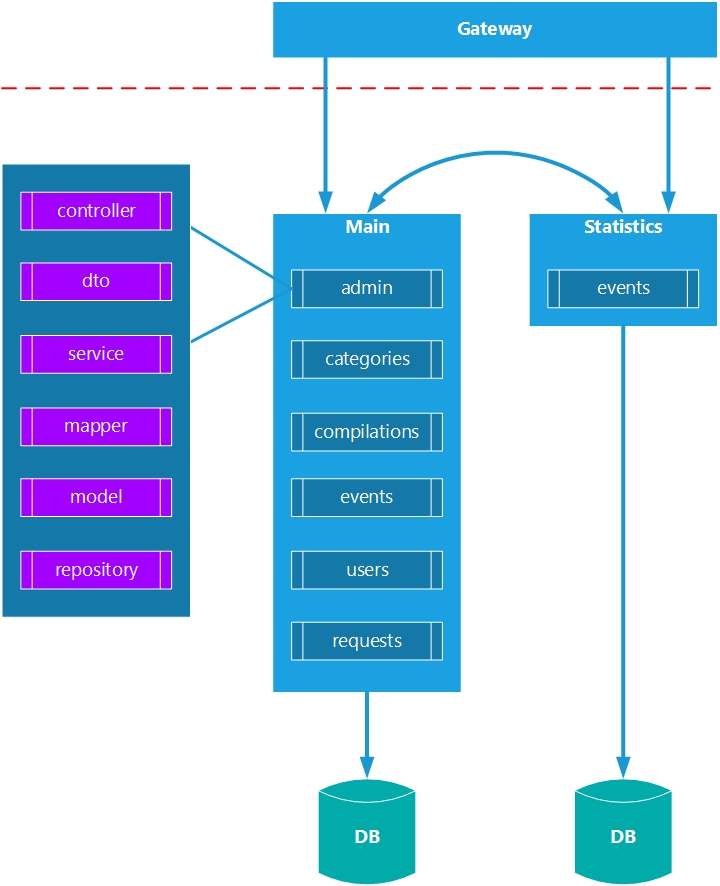 Gateway
controller
dto
service
mapper
model
repository
Main
admin
categories
compilations
events
users
requests
Statistics
events
DB
DB